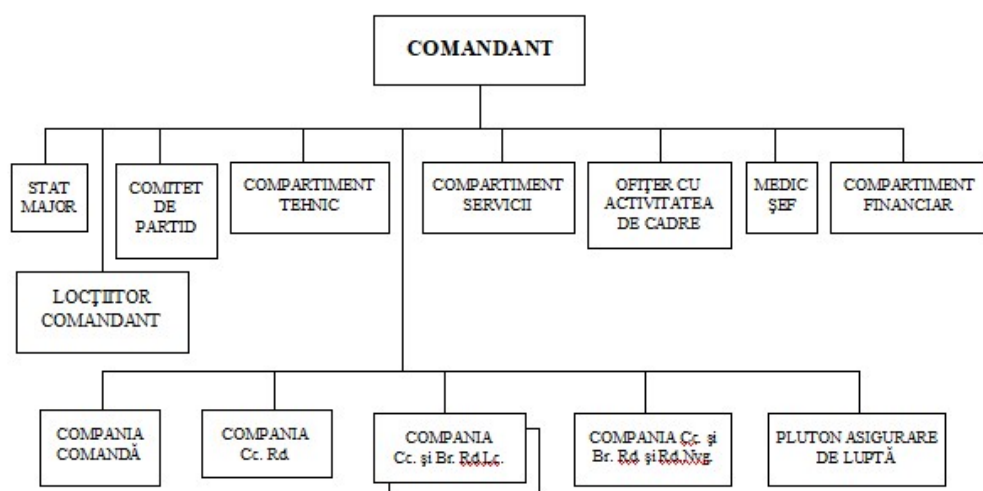 COMANDANT
STAT
MAJOR
COMITET
DE
PARTID
COMPARTIMENT
TEHNIC
COMPARTIMENT
SERVICII
OFIŢER CU
ACTIVITATEA
DE CADRE
MEDIC
ŞEF
COMPARTIMENT
FINANCIAR
LOCŢIITOR
COMANDANT
COMPANIA
COMANDĂ
COMPANIA
Cc. Rd.
COMPANIA
Cc. şi Br. Rd.Lc.
COMPANIA Cc. şi
Br. Rd. şi Rd.Nvg.
PLUTON ASIGURARE
DE LUPTĂ